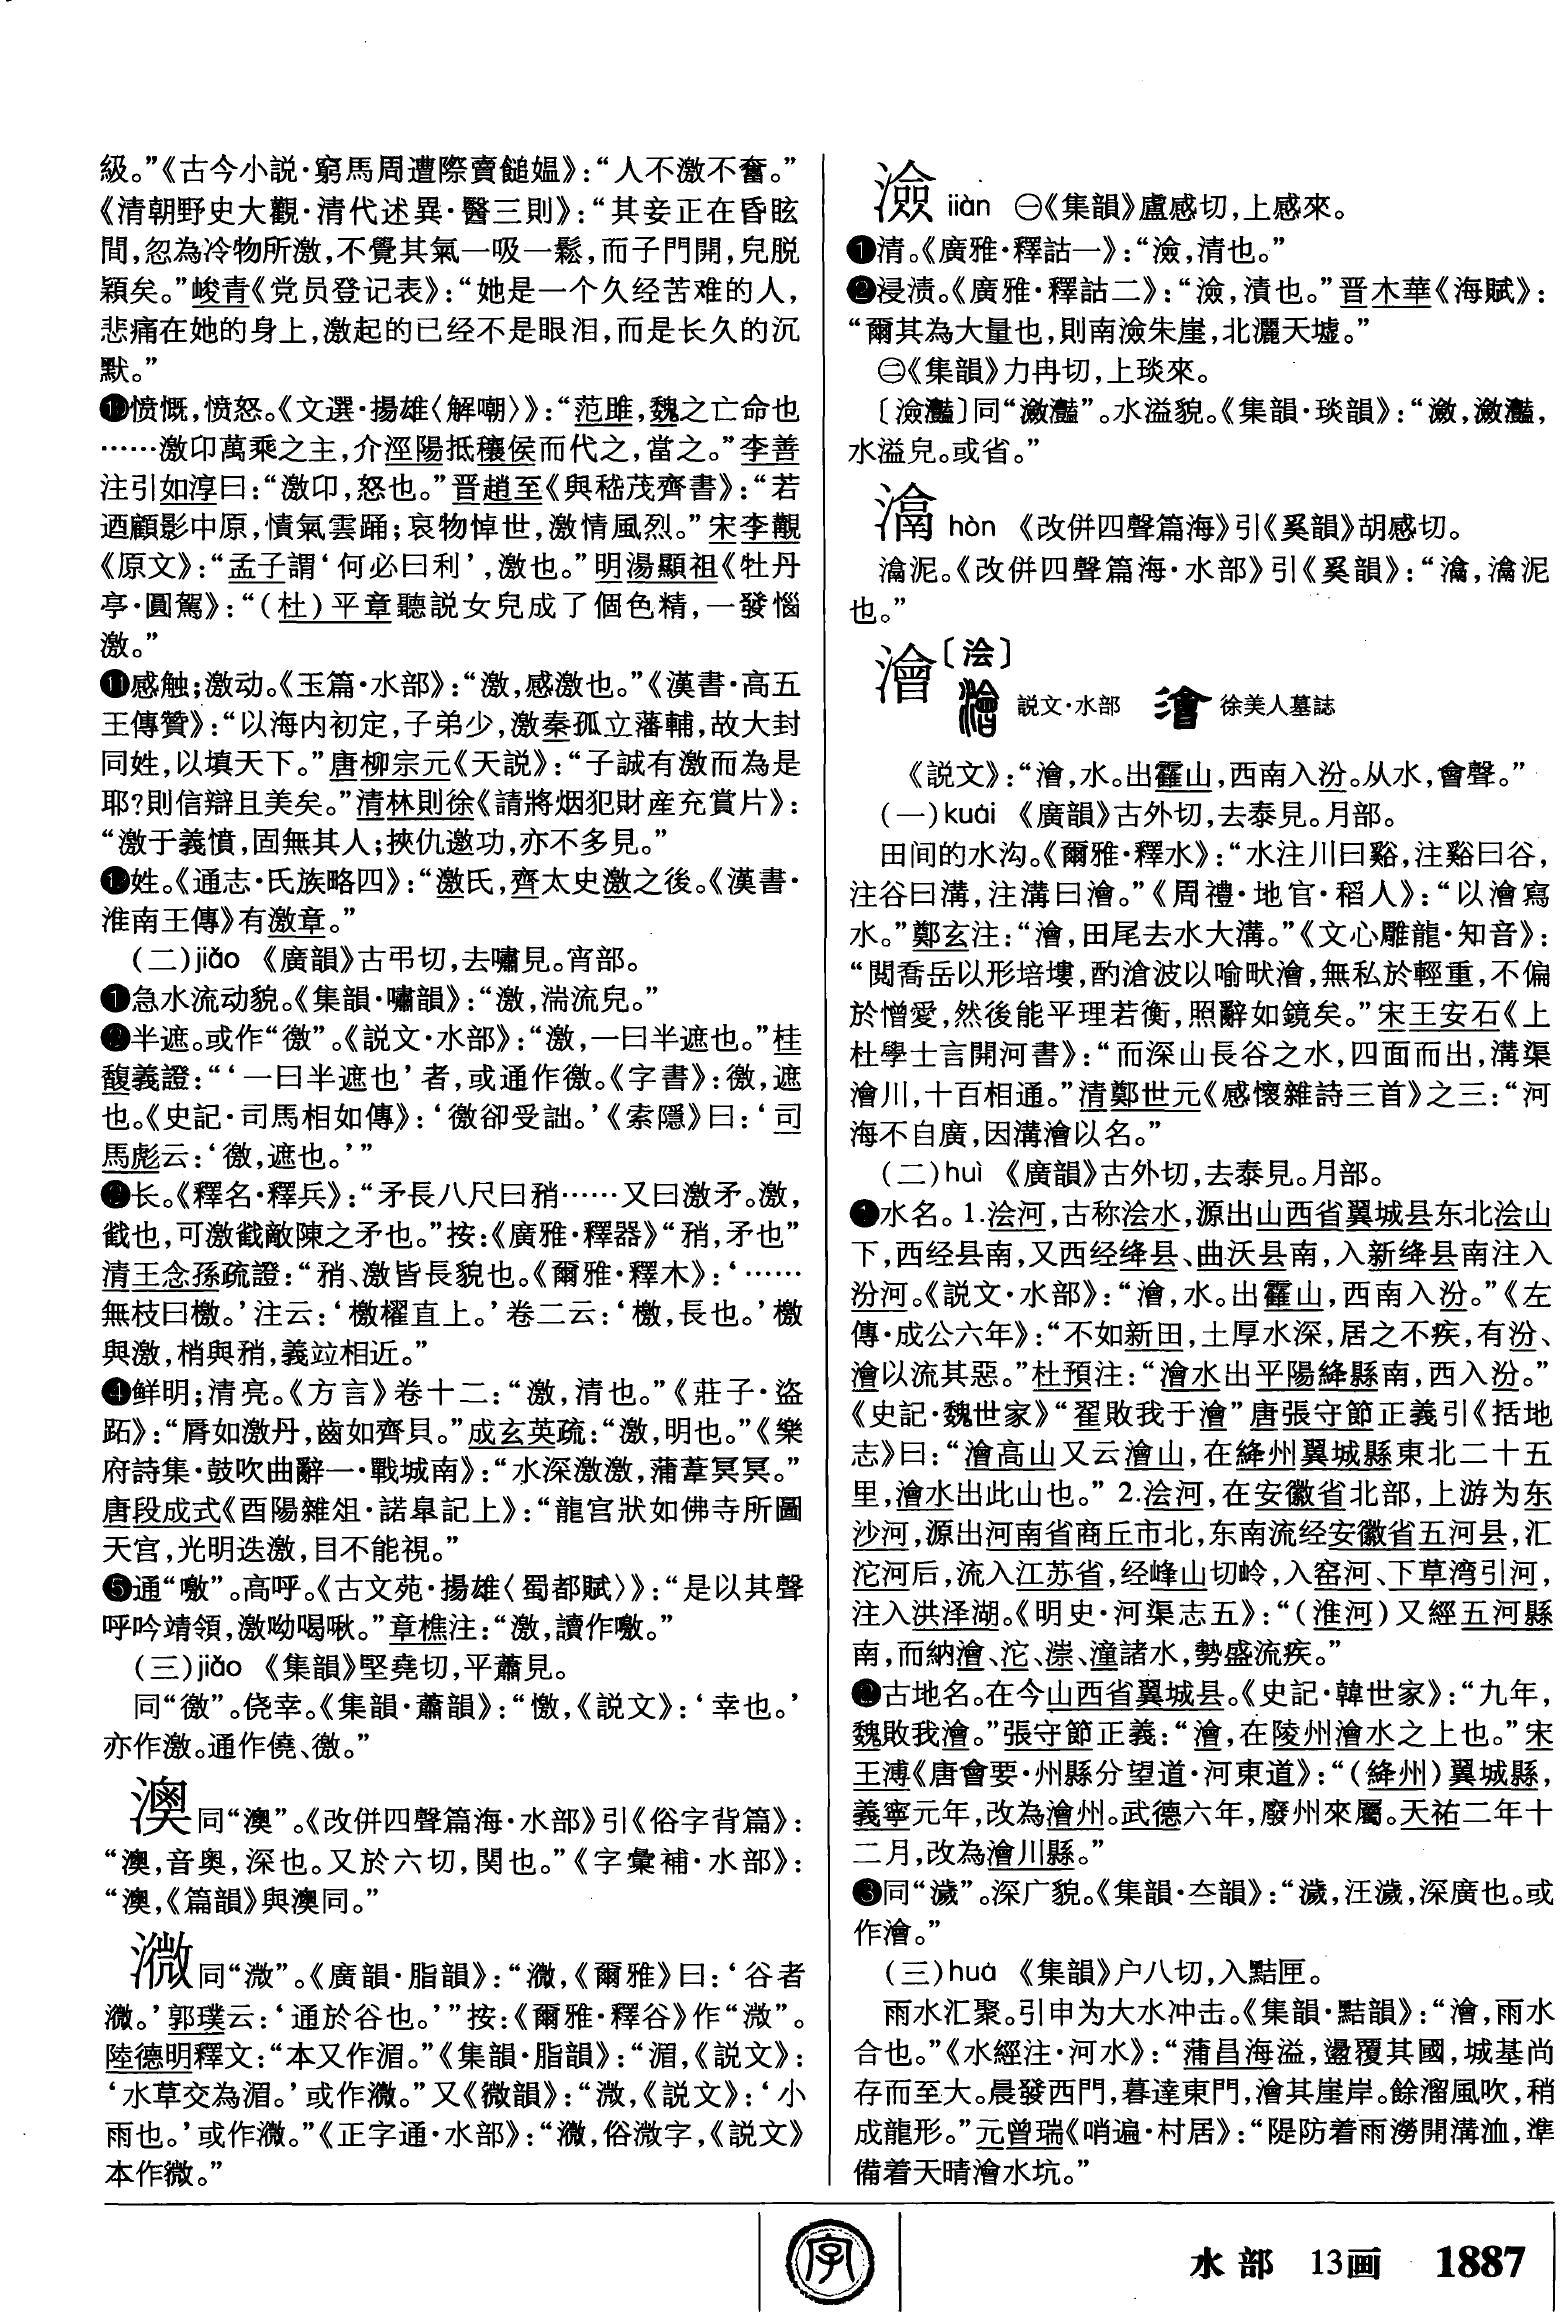 級。”《古今小説·窮馬周遭際賣䭔媪》：“人不激不奮。”
《清朝野史大觀·清代述異·醫三則》：“其妾正在昏眩
間，忽為冷物所激，不覺其氣一吸一鬆，而子門開，兒脱
穎矣。”峻青《党员登记表》：“她是一个久经苦难的人，
悲痛在她的身上，激起的已经不是眼泪，而是长久的沉
默。”
❿愤慨，愤怒。《文選·揚雄〈解嘲〉》：“范雎，魏之亡命也
……激卬萬乘之主，介涇陽抵穰侯而代之，當之。”李善
注引如淳曰：“激卬，怒也。”晋趙至《與嵇茂齊書》：“若
迺顧影中原，憤氣雲踊；哀物悼世，激情風烈。”宋李覯
《原文》：“孟子謂‘何必曰利’，激也。”明湯顯祖《牡丹
亭·圓駕》：“（杜）平章聽説女兒成了個色精，一發惱
激。”
⓫感触；激动。《玉篇·水部》：“激，感激也。”《漢書·高五
王傳贊》：“以海内初定，子弟少，激秦孤立藩輔，故大封
同姓，以填天下。”唐柳宗元《天説》：“子誠有激而為是
耶？則信辯且美矣。”清林則徐《請將烟犯財産充賞片》：
“激于義憤，固無其人；挾仇邀功，亦不多見。”
⓬姓。《通志·氏族略四》：“激氏，齊太史激之後。《漢書·
淮南王傳》有激章。”
（二）jiào 《廣韻》古弔切，去嘯見。宵部。
❶急水流动貌。《集韻·嘯韻》：“激，湍流皃。”
❷半遮。或作“徼”。《説文·水部》：“激，一曰半遮也。”桂
馥義證：“‘一曰半遮也’者，或通作徼。《字書》：徼，遮
也。《史記·司馬相如傳》：‘徼卻受詘。’《索隱》曰：‘司
馬彪云：‘徼，遮也。’”
❸长。《釋名·釋兵》：“矛長八尺曰矟……又曰激矛。激，
截也，可激截敵陳之矛也。”按：《廣雅·釋器》“矟，矛也”
清王念孫疏證：“矟、激皆長貌也。《爾雅·釋木》：‘……
無枝曰檄。’注云：‘檄櫂直上。’卷二云：‘檄，長也。’檄
與激，梢與矟，義竝相近。”
❹鲜明；清亮。《方言》卷十二：“激，清也。”《莊子·盜
跖》：“脣如激丹，齒如齊貝。”成玄英疏：“激，明也。”《樂
府詩集·鼓吹曲辭一·戰城南》：“水深激激，蒲葦冥冥。”
唐段成式《酉陽雜俎·諾皋記上》：“龍宫狀如佛寺所圖
天宫，光明迭激，目不能視。”
❺通“噭”。高呼。《古文苑·揚雄〈蜀都賦〉》：“是以其聲
呼吟靖領，激呦喝啾。”章樵注：“激，讀作噭。”
（三）jiāo 《集韻》堅堯切，平蕭見。
同“徼”。侥幸。《集韻·蕭韻》：“憿，《説文》：‘幸也。’
亦作激。通作僥、徼。”
同“澳”。《改併四聲篇海·水部》引《俗字背篇》：
“澳，音奥，深也。又於六切，関也。”《字彙補·水部》：
“澳，《篇韻》與澳同。”
同“溦”。《廣韻·脂韻》：“㵟，《爾雅》曰：‘谷者
㵟。’郭璞云：‘通於谷也。’”按：《爾雅·釋谷》作“溦”。
陸德明釋文：“本又作湄。”《集韻·脂韻》：“湄，《説文》：
‘水草交為湄。’或作㵟。”又《微韻》：“溦，《説文》：‘小
雨也。’或作㵟。”《正字通·水部》：“㵟，俗溦字，《説文》
本作溦。”
澰 liàn ㊀《集韻》盧感切，上感來。
❶清。《廣雅·釋詁一》：“澰，清也。”
❷浸渍。《廣雅·釋詁二》：“澰，漬也。”晋木華《海賦》：
“爾其為大量也，則南澰朱崖，北灑天墟。”
㊁《集韻》力冉切，上琰來。
〔澰灩〕同“瀲灩”。水溢貌。《集韻·琰韻》：“瀲，瀲灩，
水溢皃。或省。”
hòn 《改併四聲篇海》引《奚韻》胡感切。
泥。《改併四聲篇海·水部》引《奚韻》：“泥
也。”
澮〔浍〕
説文·水部 徐美人墓誌
《説文》：“澮，水。出靃山，西南入汾。从水，會聲。”
（一）kuài 《廣韻》古外切，去泰見。月部。
田间的水沟。《爾雅·釋水》：“水注川曰谿，注谿曰谷，
注谷曰溝，注溝曰澮。”《周禮·地官·稻人》：“以澮寫
水。”鄭玄注：“澮，田尾去水大溝。”《文心雕龍·知音》：
“閲喬岳以形培塿，酌滄波以喻畎澮，無私於輕重，不偏
於憎愛，然後能平理若衡，照辭如鏡矣。”宋王安石《上
杜學士言開河書》：“而深山長谷之水，四面而出，溝渠
澮川，十百相通。”清鄭世元《感懷雜詩三首》之三：“河
海不自廣，因溝澮以名。”
（二）huì 《廣韻》古外切，去泰見。月部。
❶水名。1.浍河，古称浍水，源出山西省翼城县东北浍山
下，西经县南，又西经绛县、曲沃县南，入新绛县南注入
汾河。《説文·水部》：“澮，水。出靃山，西南入汾。”《左
傳·成公六年》：“不如新田，土厚水深，居之不疾，有汾、
澮以流其惡。”杜預注：“澮水出平陽絳縣南，西入汾。”
《史記·魏世家》“翟敗我于澮”唐張守節正義引《括地
志》曰：“澮高山又云澮山，在絳州翼城縣東北二十五
里，澮水出此山也。”2.浍河，在安徽省北部，上游为东
沙河，源出河南省商丘市北，东南流经安徽省五河县，汇
沱河后，流入江苏省，经峰山切岭，入窑河、下草湾引河，
注入洪泽湖。《明史·河渠志五》：“（淮河）又經五河縣
南，而納澮、沱、漴、潼諸水，勢盛流疾。”
❷古地名。在今山西省翼城县。《史記·韓世家》：“九年，
魏敗我澮。”張守節正義：“澮，在陵州澮水之上也。”宋
王溥《唐會要·州縣分望道·河東道》：“（絳州）翼城縣，
義寧元年，改為澮州。武德六年，廢州來屬。天祐二年十
二月，改為澮川縣。”
❸同“濊”。深广貌。《集韻·夳韻》：“濊，汪濊，深廣也。或
作澮。”
（三）huá 《集韻》户八切，入黠匣。
雨水汇聚。引申为大水冲击。《集韻·黠韻》：“澮，雨水
合也。”《水經注·河水》：“蒲昌海溢，盪覆其國，城基尚
存而至大。晨發西門，暮達東門，澮其崖岸。餘溜風吹，稍
成龍形。”元曾瑞《哨遍·村居》：“隄防着雨澇開溝洫，準
備着天晴澮水坑。”
字
水部 13画 1887